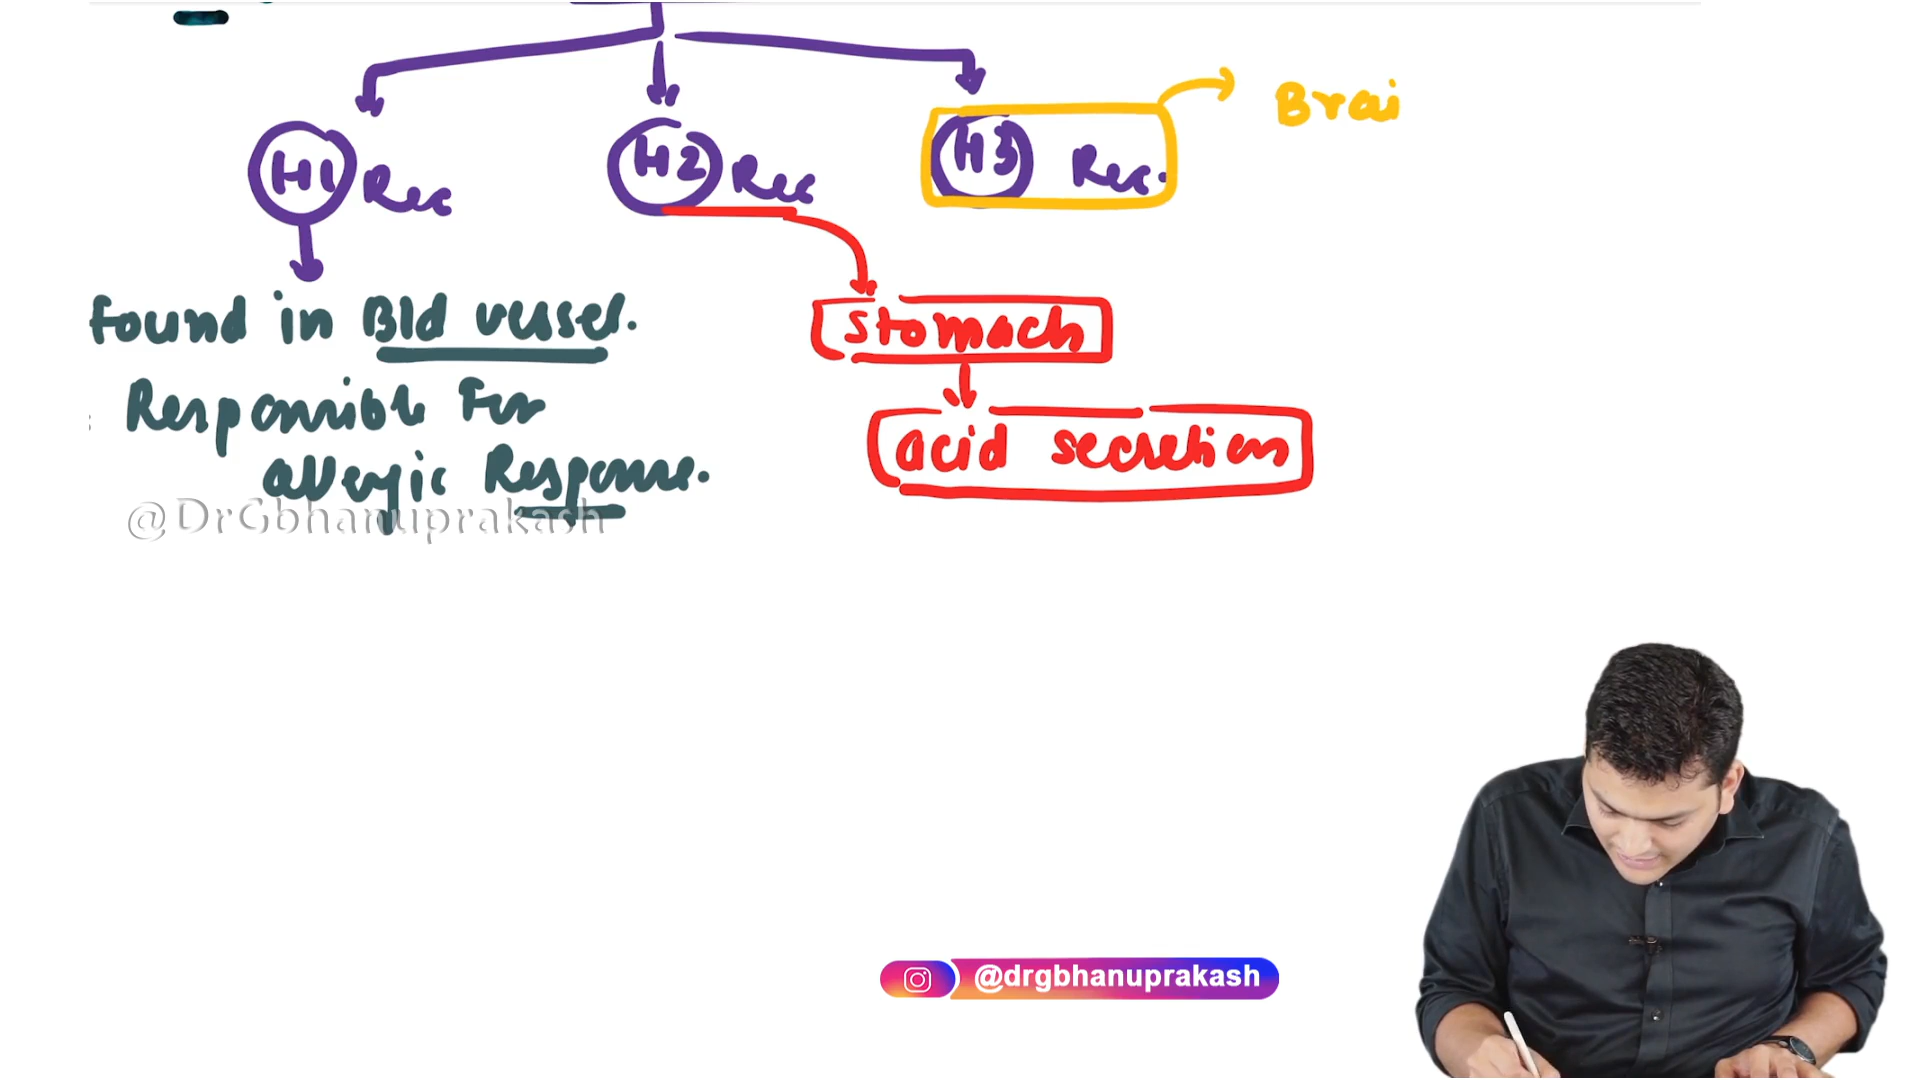 H1 Rec
H2 Rec
H3 Rec.
Brai
found in Bld vessel.
Responsible For
allergic Response.
stomach
acid secretion
@DrGbhanuprakash
@drgbhanuprakash